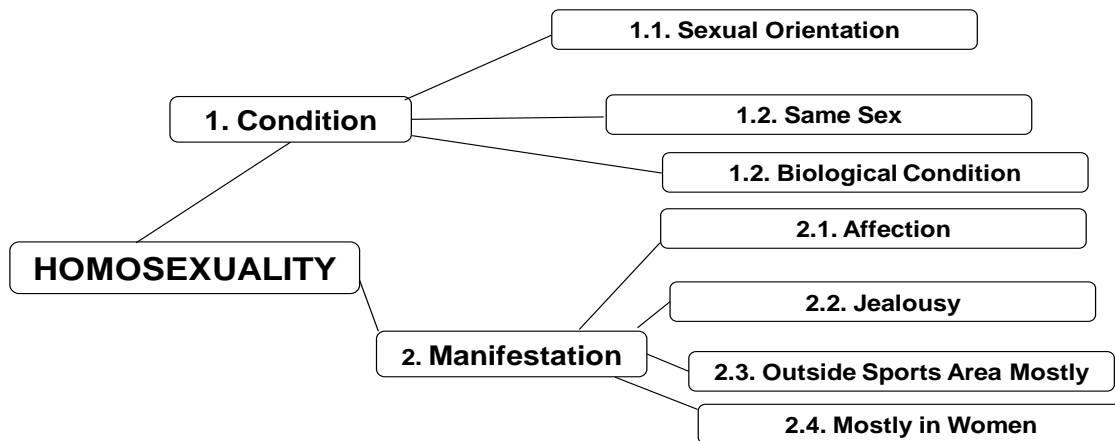 1.1. Sexual Orientation
1. Condition
1.2. Same Sex
1.2. Biological Condition
2.1. Affection
HOMOSEXUALITY
2.2. Jealousy
2. Manifestation
2.3. Outside Sports Area Mostly
2.4. Mostly in Women